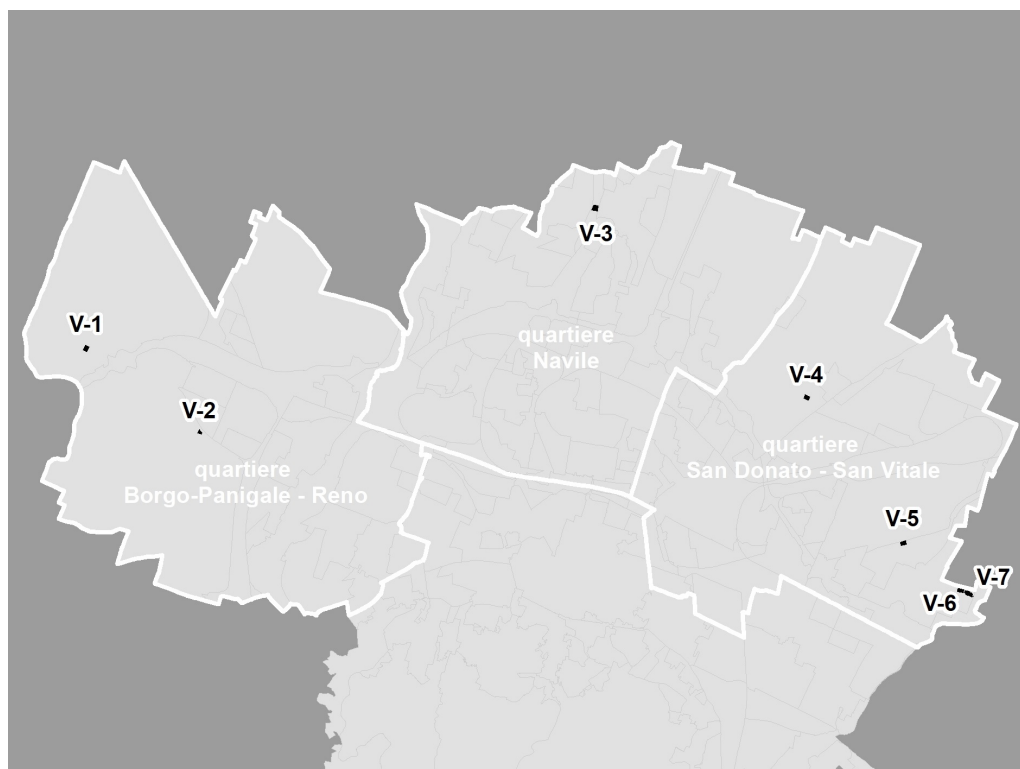 V-3
V-1
quartiere
Navile
V-4
V-2
quartiere
San Donato - San Vitale
quartiere
Borgo-Panigale - Reno
V-5
V-7
V-6